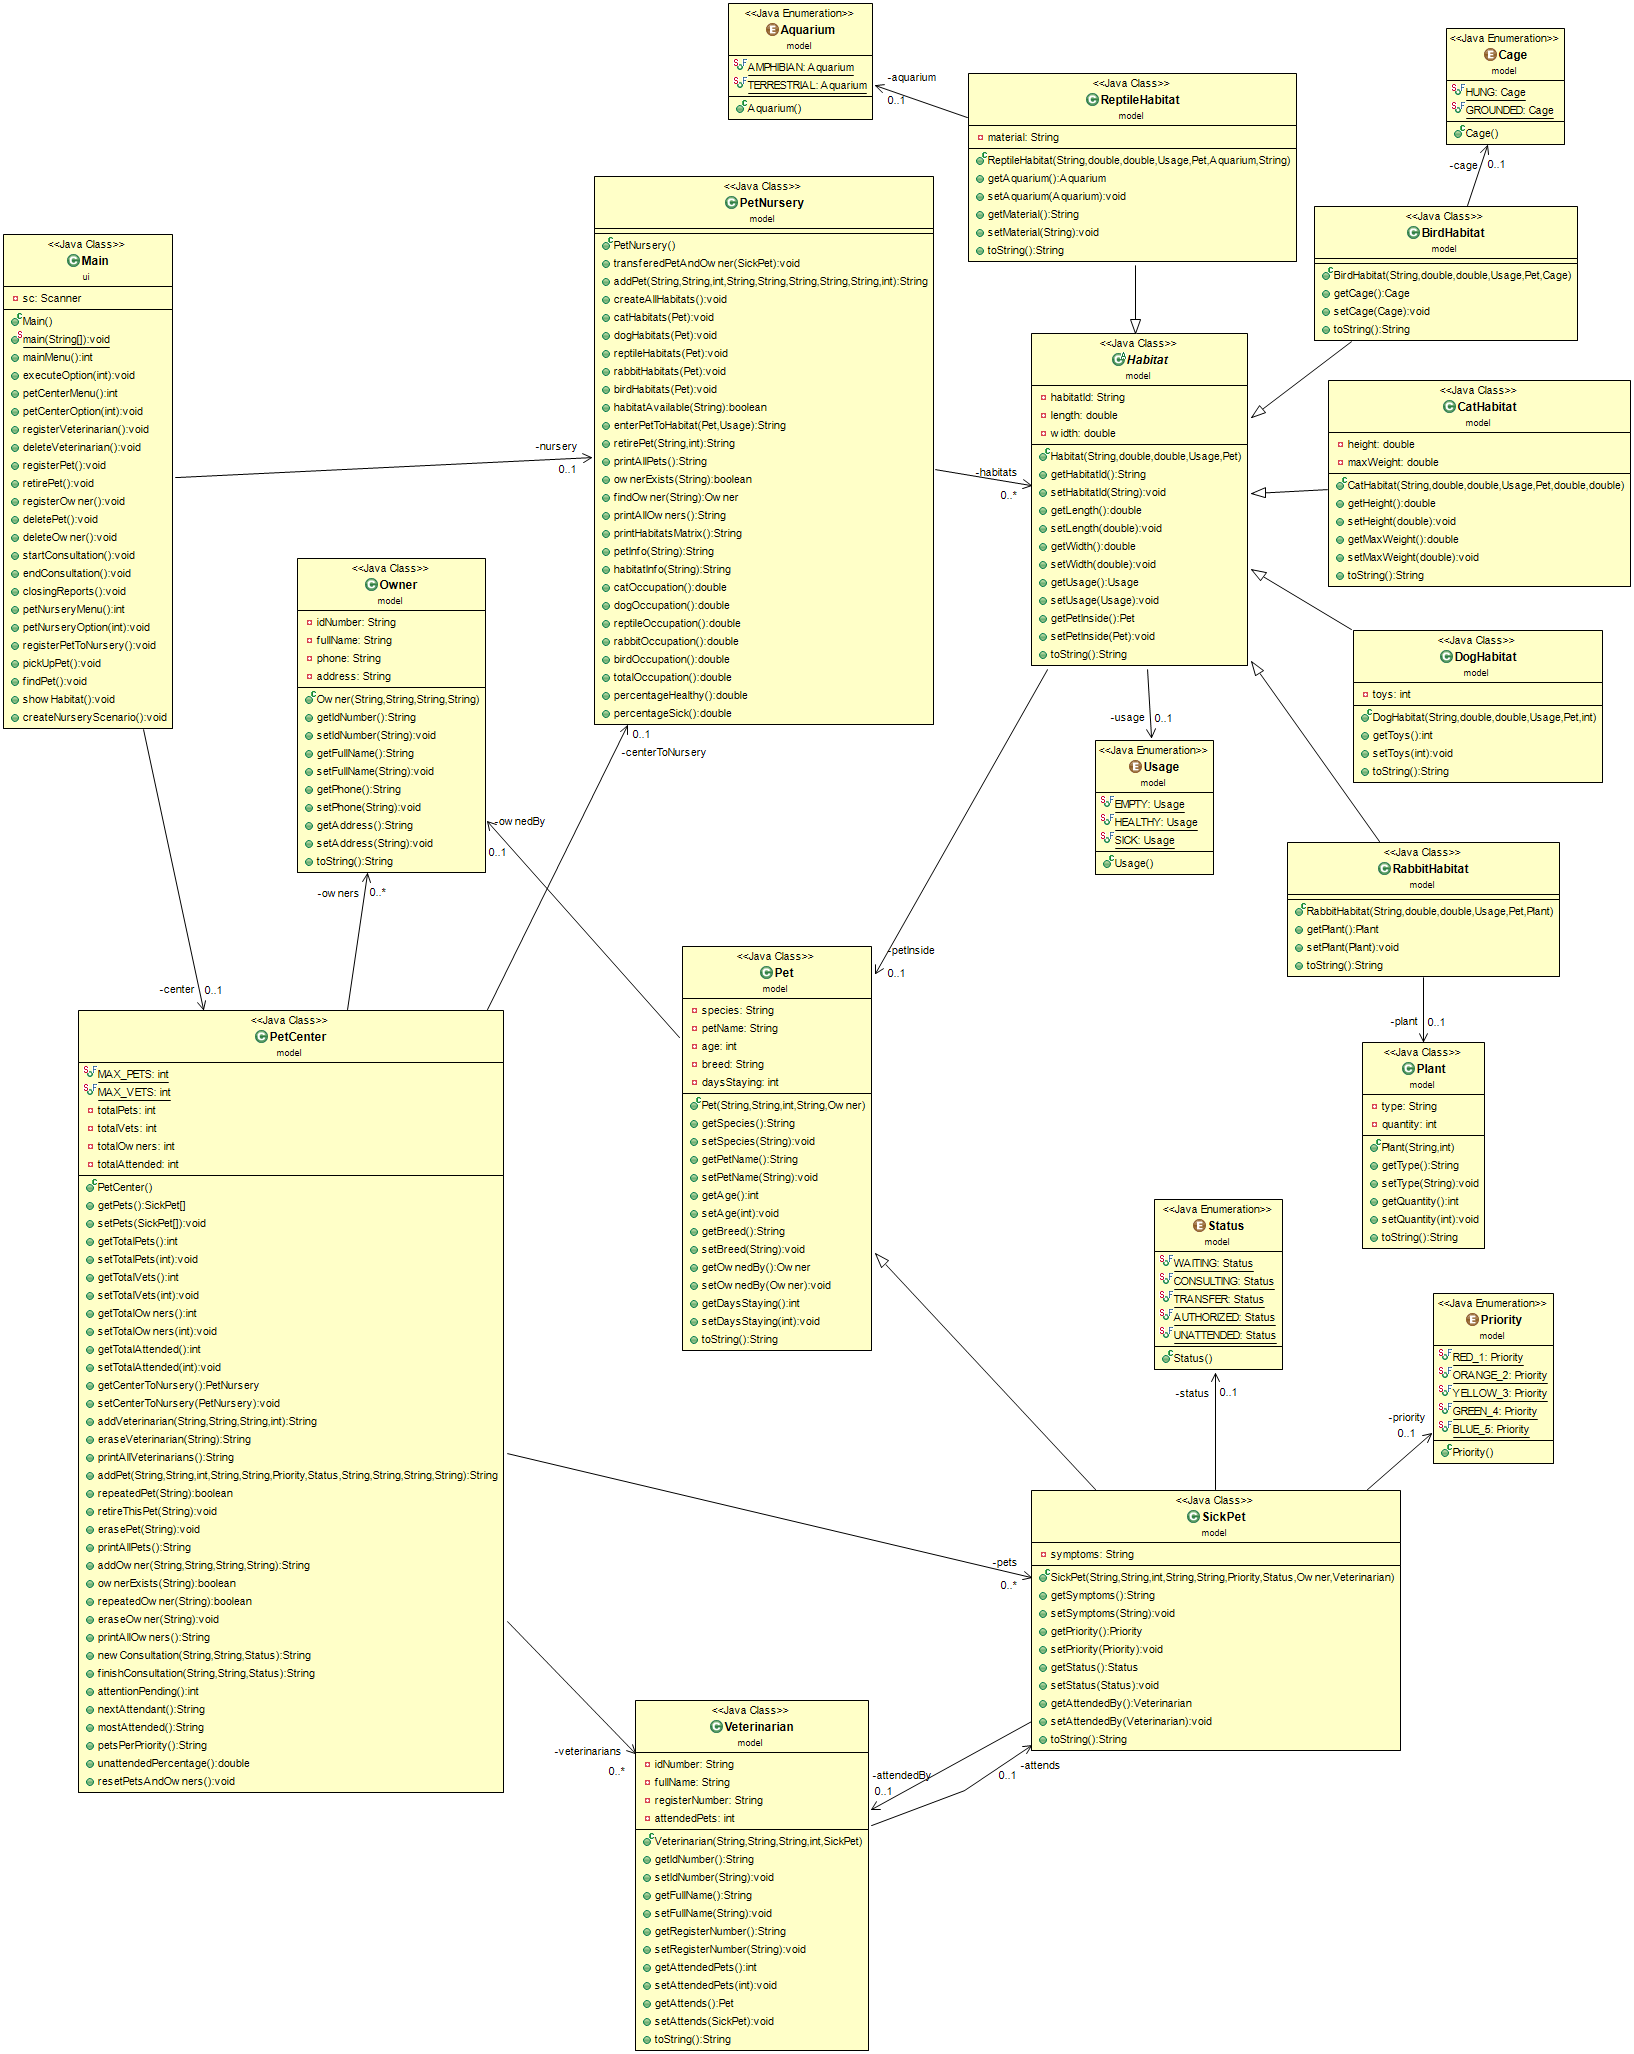 <<Java Enumeration>>
Aquarium
model
AMPHIBIAN: Aquarium
TERRESTRIAL: Aquarium
Aquarium()
-aquarium
0..1
<<Java Class>>
ReptileHabitat
model
material: String
ReptileHabitat(String,double,double,Usage,Pet,Aquarium,String)
getAquarium():Aquarium
setAquarium(Aquarium):void
getMaterial():String
setMaterial(String):void
toString():String
<<Java Enumeration>>
Cage
model
HUNG: Cage
GROUNDED: Cage
Cage()
-cage
0..1
<<Java Class>>
BirdHabitat
model
BirdHabitat(String,double,double,Usage,Pet,Cage)
getCage():Cage
setCage(Cage):void
toString():String
<<Java Class>>
PetNursery
model
PetNursery()
transferedPetAndOwner(SickPet):void
addPet(String,String,int,String,String,String,String,String,int):String
createAllHabitats():void
catHabitats(Pet):void
dogHabitats(Pet):void
reptileHabitats(Pet):void
rabbitHabitats(Pet):void
birdHabitats(Pet):void
habitatAvailable(String):boolean
enterPetToHabitat(Pet,Usage):String
retirePet(String,int):String
printAllPets():String
ownerExists(String):boolean
findOwner(String):Owner
printAllOwners():String
printHabitatsMatrix():String
petInfo(String):String
habitatInfo(String):String
catOccupation():double
dogOccupation():double
reptileOccupation():double
rabbitOccupation():double
birdOccupation():double
totalOccupation():double
percentageHealthy():double
percentageSick():double
<<Java Class>>
Main
ui
sc: Scanner
Main()
main(String[]):void
mainMenu():int
executeOption(int):void
petCenterMenu():int
petCenterOption(int):void
registerVeterinarian():void
deleteVeterinarian():void
registerPet():void
retirePet():void
registerOwner():void
deletePet():void
deleteOwner():void
startConsultation():void
endConsultation():void
closingReports():void
petNurseryMenu():int
petNurseryOption(int):void
registerPetToNursery():void
pickUpPet():void
findPet():void
showHabitat():void
createNurseryScenario():void
-nursery
0..1
-habitats
0..*
<<Java Class>>
Habitat
model
habitatId: String
length: double
width: double
Habitat(String,double,double,Usage,Pet)
getHabitatId():String
setHabitatId(String):void
getLength():double
setLength(double):void
getWidth():double
setWidth(double):void
getUsage():Usage
setUsage(Usage):void
getPetInside():Pet
setPetInside(Pet):void
toString():String
<<Java Class>>
CatHabitat
model
height: double
maxWeight: double
CatHabitat(String,double,double,Usage,Pet,double,double)
getHeight():double
setHeight(double):void
getMaxWeight():double
setMaxWeight(double):void
toString():String
<<Java Class>>
DogHabitat
model
toys: int
DogHabitat(String,double,double,Usage,Pet,int)
getToys():int
setToys(int):void
toString():String
<<Java Class>>
Owner
model
idNumber: String
fullName: String
phone: String
address: String
Owner(String,String,String,String)
getIdNumber():String
setIdNumber(String):void
getFullName():String
setFullName(String):void
getPhone():String
setPhone(String):void
getAddress():String
setAddress(String):void
toString():String
-owners
0..*
-ownedBy
0..1
0..1
-centerToNursery
-usage
0..1
<<Java Enumeration>>
Usage
model
EMPTY: Usage
HEALTHY: Usage
SICK: Usage
Usage()
<<Java Class>>
RabbitHabitat
model
RabbitHabitat(String,double,double,Usage,Pet,Plant)
getPlant():Plant
setPlant(Plant):void
toString():String
-plant
0..1
<<Java Class>>
Plant
model
type: String
quantity: int
Plant(String,int)
getType():String
setType(String):void
getQuantity():int
setQuantity(int):void
toString():String
-petInside
0..1
<<Java Class>>
Pet
model
species: String
petName: String
age: int
breed: String
daysStaying: int
Pet(String,String,int,String,Owner)
getSpecies():String
setSpecies(String):void
getPetName():String
setPetName(String):void
getAge():int
setAge(int):void
getBreed():String
setBreed(String):void
getOwnedBy():Owner
setOwnedBy(Owner):void
getDaysStaying():int
setDaysStaying(int):void
toString():String
-center
0..1
<<Java Class>>
PetCenter
model
MAX_PETS: int
MAX_VETS: int
totalPets: int
totalVets: int
totalOwners: int
totalAttended: int
PetCenter()
getPets():SickPet[]
setPets(SickPet[]):void
getTotalPets():int
setTotalPets(int):void
getTotalVets():int
setTotalVets(int):void
getTotalOwners():int
setTotalOwners(int):void
getTotalAttended():int
setTotalAttended(int):void
getCenterToNursery():PetNursery
setCenterToNursery(PetNursery):void
addVeterinarian(String,String,String,int):String
eraseVeterinarian(String):String
printAllVeterinarians():String
addPet(String,String,int,String,String,Priority,Status,String,String,String,String):String
repeatedPet(String):boolean
retireThisPet(String):void
erasePet(String):void
printAllPets():String
addOwner(String,String,String,String):String
ownerExists(String):boolean
repeatedOwner(String):boolean
eraseOwner(String):void
printAllOwners():String
newConsultation(String,String,Status):String
finishConsultation(String,String,Status):String
attentionPending():int
nextAttendant():String
mostAttended():String
petsPerPriority():String
unattendedPercentage():double
resetPetsAndOwners():void
<<Java Enumeration>>
Status
model
WAITING: Status
CONSULTING: Status
TRANSFER: Status
AUTHORIZED: Status
UNATTENDED: Status
Status()
-status
0..1
<<Java Enumeration>>
Priority
model
RED_1: Priority
ORANGE_2: Priority
YELLOW_3: Priority
GREEN_4: Priority
BLUE_5: Priority
Priority()
-priority
0..1
-pets
0..*
<<Java Class>>
SickPet
model
symptoms: String
SickPet(String,String,int,String,String,Priority,Status,Owner,Veterinarian)
getSymptoms():String
setSymptoms(String):void
getPriority():Priority
setPriority(Priority):void
getStatus():Status
setStatus(Status):void
getAttendedBy():Veterinarian
setAttendedBy(Veterinarian):void
toString():String
-veterinarians
0..*
-attendedBy
0..1
-attends
0..1
<<Java Class>>
Veterinarian
model
idNumber: String
fullName: String
registerNumber: String
attendedPets: int
Veterinarian(String,String,String,int,SickPet)
getIdNumber():String
setIdNumber(String):void
getFullName():String
setFullName(String):void
getRegisterNumber():String
setRegisterNumber(String):void
getAttendedPets():int
setAttendedPets(int):void
getAttends():Pet
setAttends(SickPet):void
toString():String